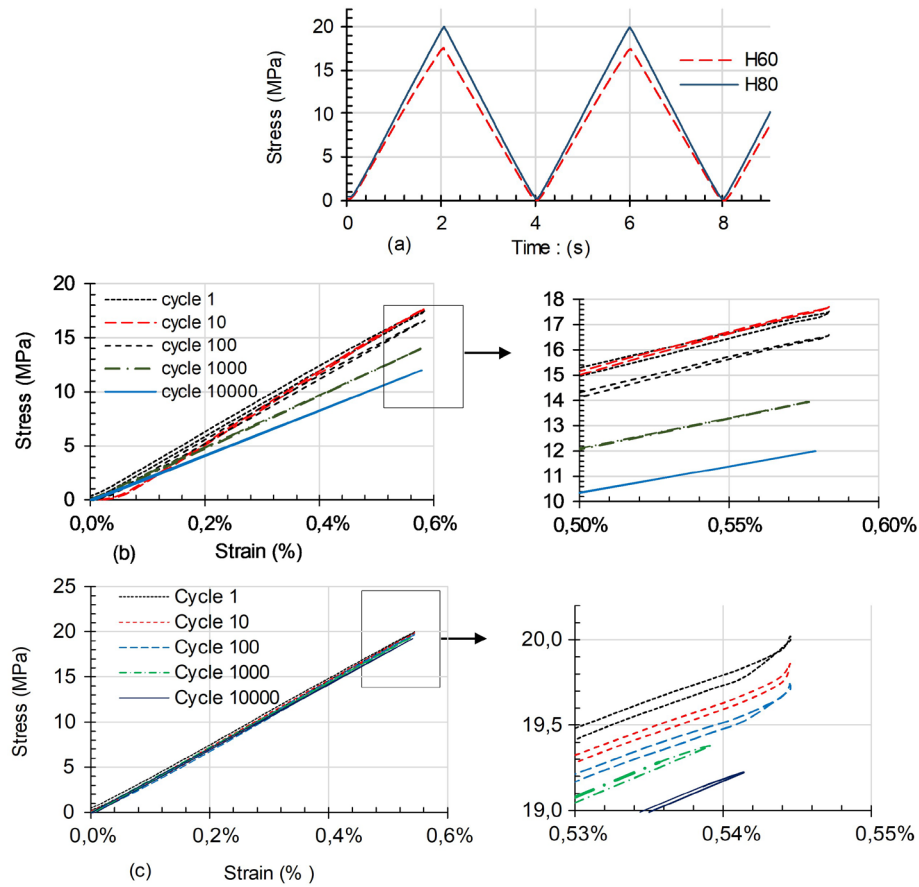 20
15
10
5
0
Stress (MPa)
H60
H80
0 2 4 6 8
(a) Time : (s)
20
15
10
5
0
Stress (MPa)
cycle 1
cycle 10
cycle 100
cycle 1000
cycle 10000
0,0% 0,2% 0,4% 0,6%
(b) Strain (%)
18
17
16
15
14
13
12
11
10
0,50% 0,55% 0,60%
25
20
15
10
5
0
Stress (MPa)
Cycle 1
Cycle 10
Cycle 100
Cycle 1000
Cycle 10000
0,0% 0,2% 0,4% 0,6%
(c) Strain (% )
20,0
19,5
19,0
0,53% 0,54% 0,55%